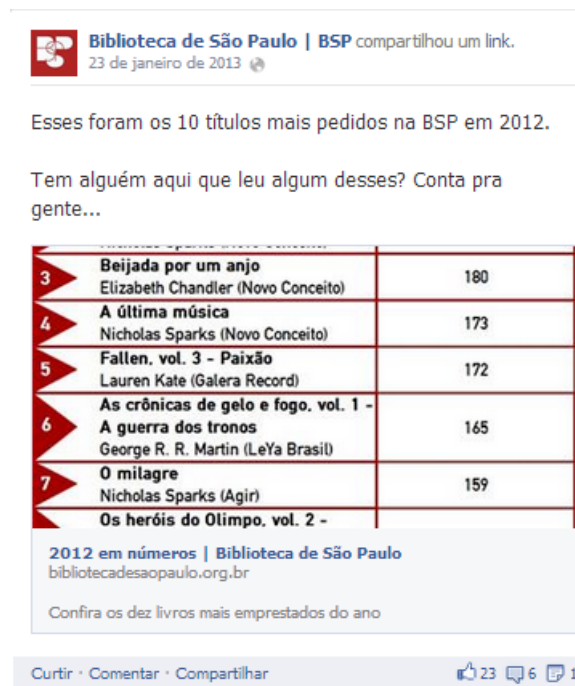 Biblioteca de São Paulo | BSP compartilhou um link.
23 de janeiro de 2013
Esses foram os 10 títulos mais pedidos na BSP em 2012.
Tem alguém aqui que leu algum desses? Conta pra
gente...
3 Beijada por um anjo 180
Elizabeth Chandler (Novo Conceito)
4 A última música 173
Nicholas Sparks (Novo Conceito)
5 Fallen, vol. 3 - Paixão 172
Lauren Kate (Galera Record)
6 As crônicas de gelo e fogo, vol. 1 -
A guerra dos tronos 165
George R. R. Martin (LeYa Brasil)
7 O milagre 159
Nicholas Sparks (Agir)
Os heróis do Olimpo, vol. 2 -
2012 em números | Biblioteca de São Paulo
bibliotecadesaopaulo.org.br
Confira os dez livros mais emprestados do ano
Curtir · Comentar · Compartilhar 23 6 1